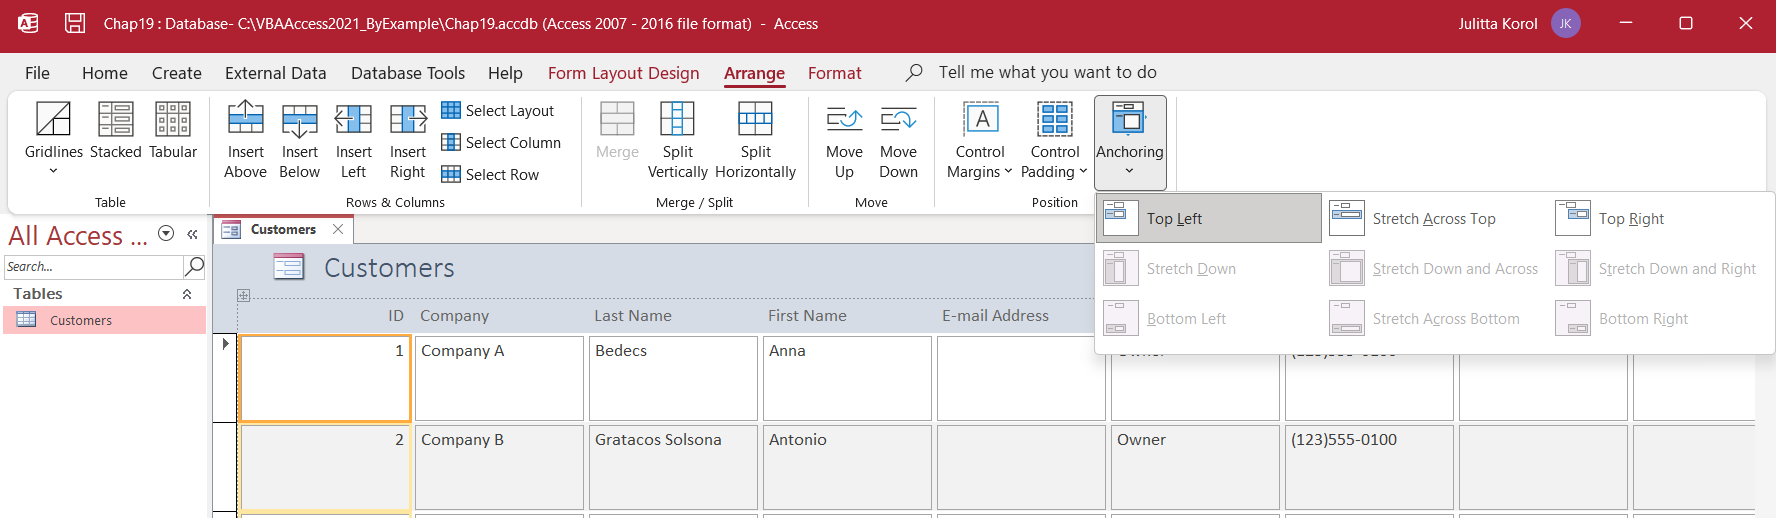 Chap19 : Database- C:\VBAAccess2021_ByExample\Chap19.accdb (Access 2007 - 2016 file format) - Access
Julitta Korol JK
File Home Create External Data Database Tools Help Form Layout Design Arrange Format Tell me what you want to do
Gridlines Stacked Tabular
Table
Insert Above Insert Below Insert Left Insert Right
Select Layout
Select Column
Select Row
Rows & Columns
Merge Split Vertically Split Horizontally
Merge / Split
Move Up Move Down
Move
A
Control Margins Control Padding Anchoring
Position
Top Left Stretch Across Top Top Right
Stretch Down Stretch Down and Across Stretch Down and Right
Bottom Left Stretch Across Bottom Bottom Right
All Access ...
Search...
Tables
Customers
Customers
Customers
ID Company Last Name First Name E-mail Address
1 Company A Bedecs Anna
2 Company B Gratacos Solsona Antonio Owner (123)555-0100